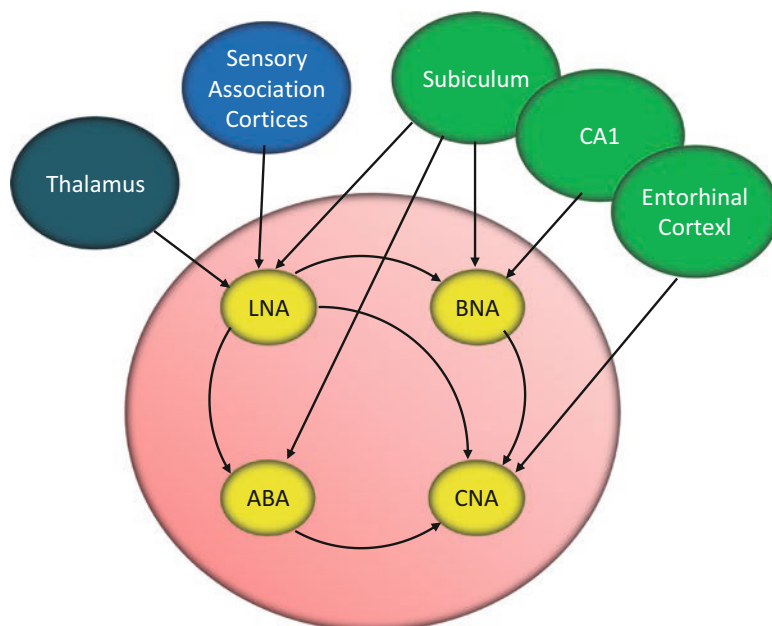 Sensory
Association
Cortices
Subiculum
CA1
Thalamus
Entorhinal
Cortexl
LNA
BNA
ABA
CNA